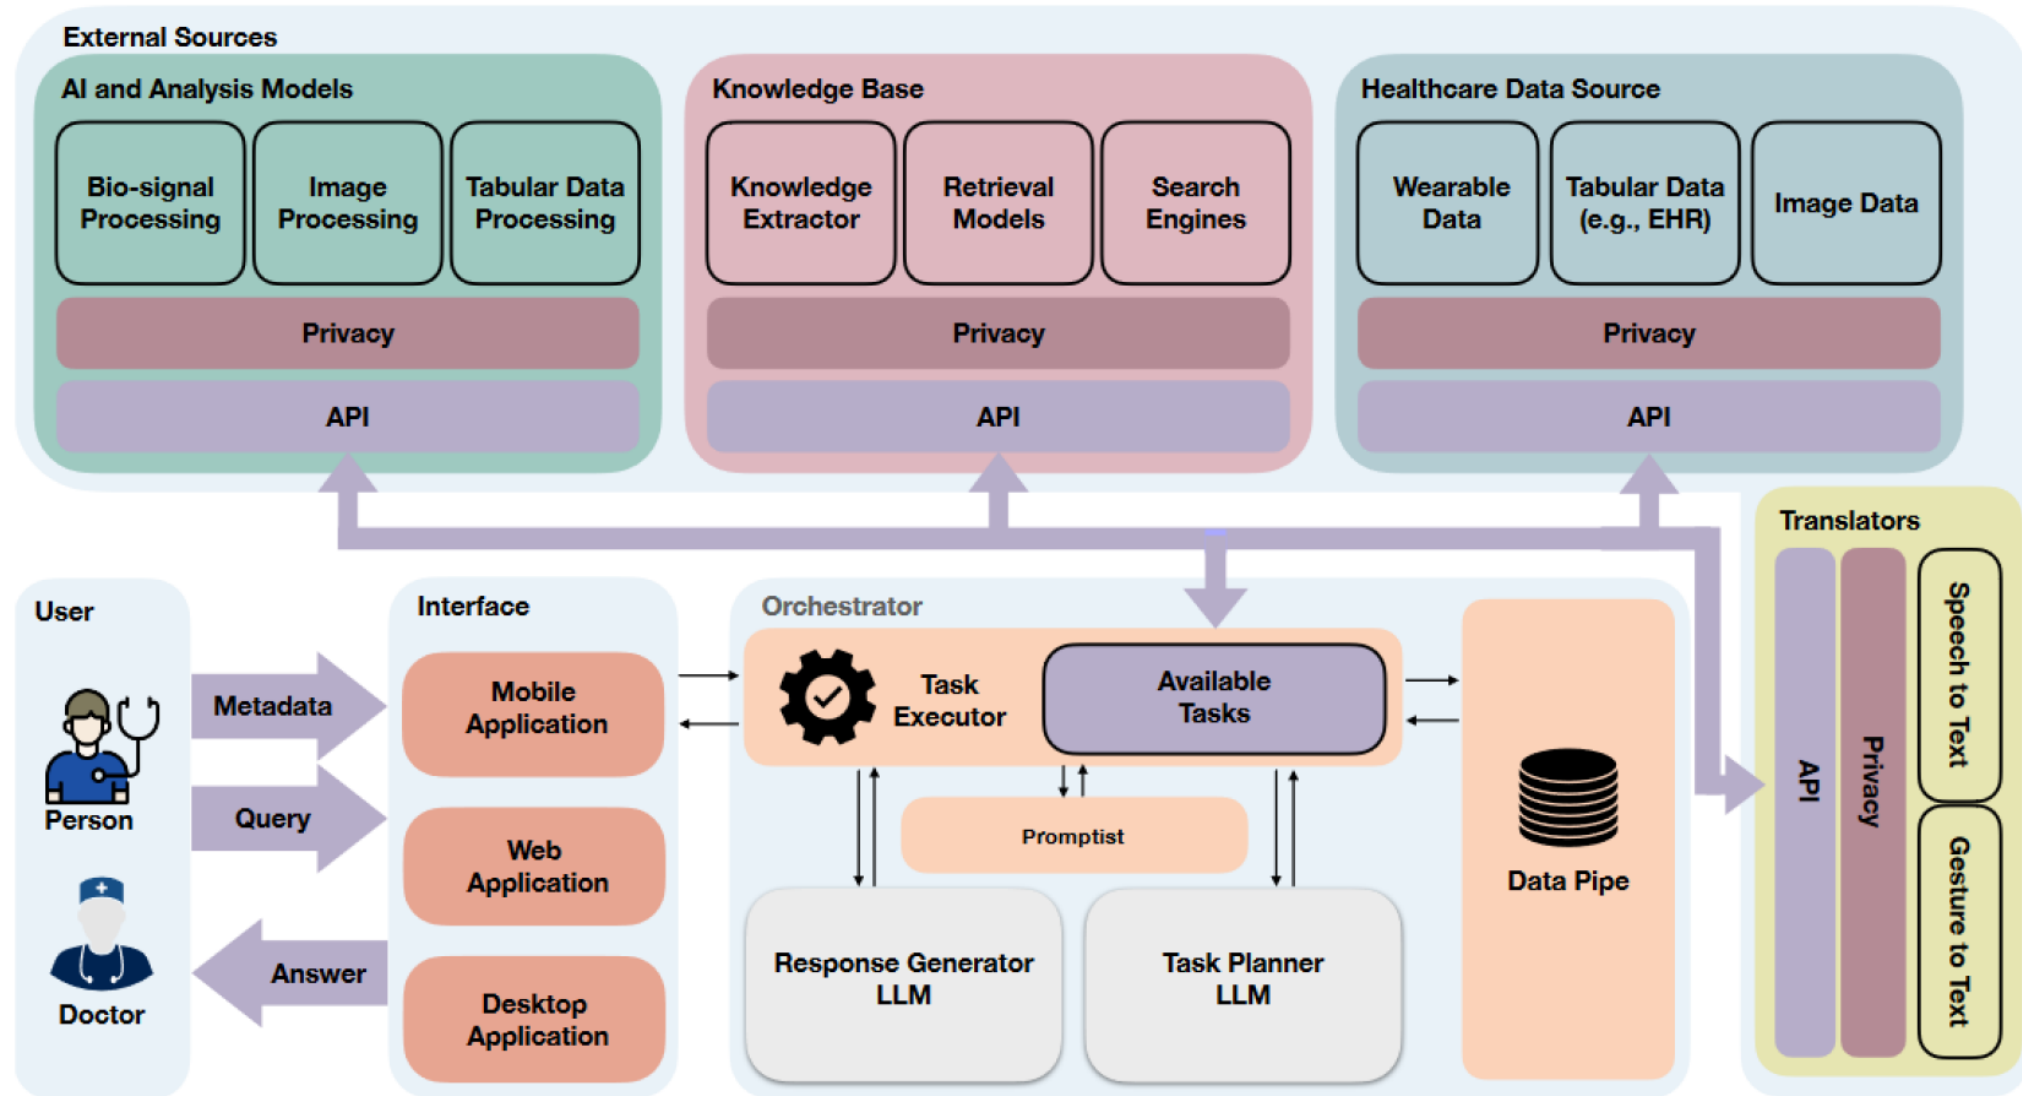 External Sources
AI and Analysis Models
Bio-signal
Processing
Image
Processing
Tabular Data
Processing
Privacy
API
Knowledge Base
Knowledge
Extractor
Retrieval
Models
Search
Engines
Privacy
API
Healthcare Data Source
Wearable
Data
Tabular Data
(e.g., EHR)
Image Data
Privacy
API
User
Person
Doctor
Metadata
Query
Answer
Interface
Mobile
Application
Web
Application
Desktop
Application
Orchestrator
Task
Executor
Available
Tasks
Promptist
Response Generator
LLM
Task Planner
LLM
Data Pipe
Translators
API
Privacy
Speech to Text
Gesture to Text